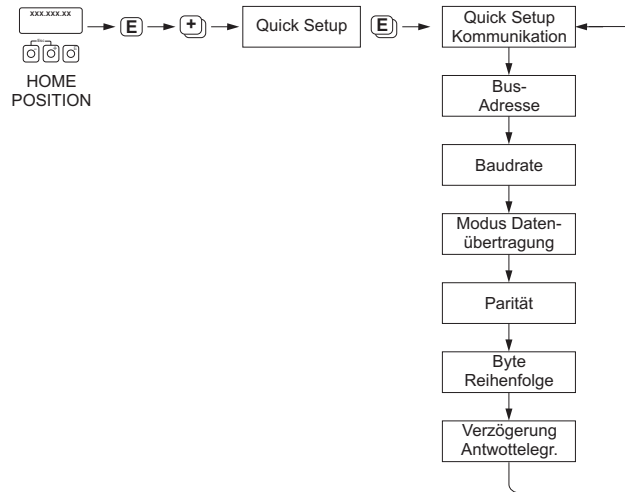 xxx.xxx.xx
Esc
E
+
Quick Setup
E
Quick Setup
Kommunikation
HOME
POSITION
Bus-
Adresse
Baudrate
Modus Daten-
übertragung
Parität
Byte
Reihenfolge
Verzögerung
Antwottelegr.